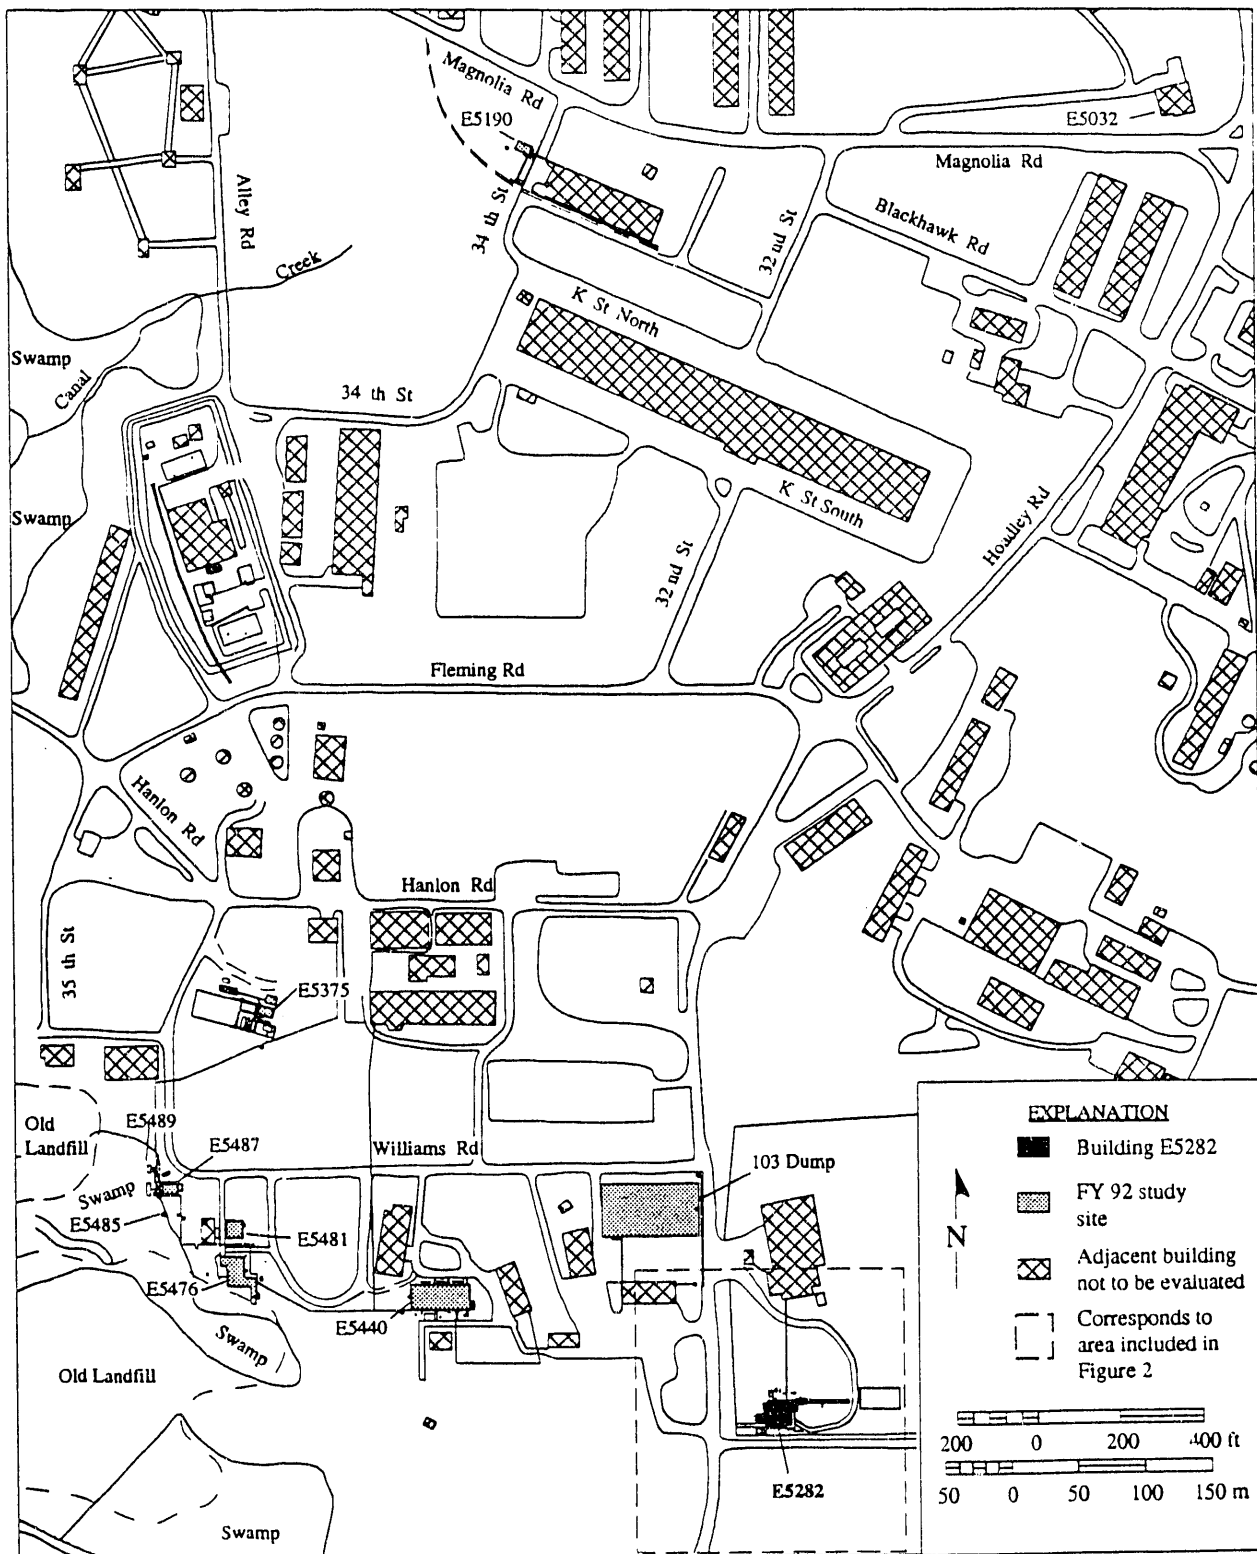 Magnolia Rd
E5190
E5032
Magnolia Rd
Alley Rd
34 th St
32 nd St
Blackhawk Rd
Creek
K St North
Swamp
Canal
34 th St
K St South
Hoadley Rd
Swamp
32 nd St
Fleming Rd
Hanlon Rd
Hanlon Rd
35 th St
E5375
Old
Landfill
E5489
E5487
Williams Rd
103 Dump
Swamp
E5485
E5481
E5476
E5440
Swamp
Old Landfill
E5282
Swamp
EXPLANATION
Building E5282
FY 92 study
site
Adjacent building
not to be evaluated
Corresponds to
area included in
Figure 2
N
200 0 200 400 ft
50 0 50 100 150 m